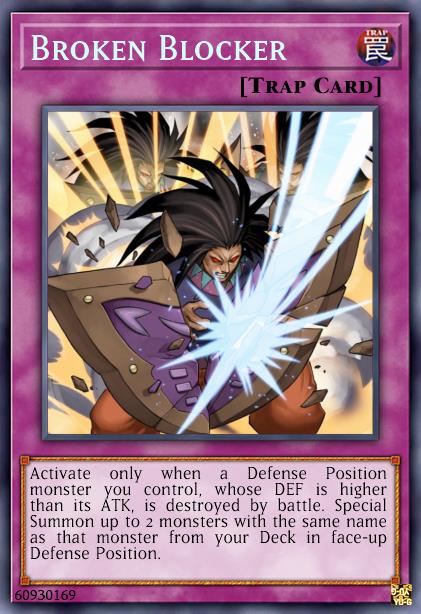 BROKEN BLOCKER
TRAP
罠
[TRAP CARD]
Activate only when a Defense Position
monster you control, whose DEF is higher
than its ATK, is destroyed by battle. Special
Summon up to 2 monsters with the same name
as that monster from your Deck in face-up
Defense Position.
60930169